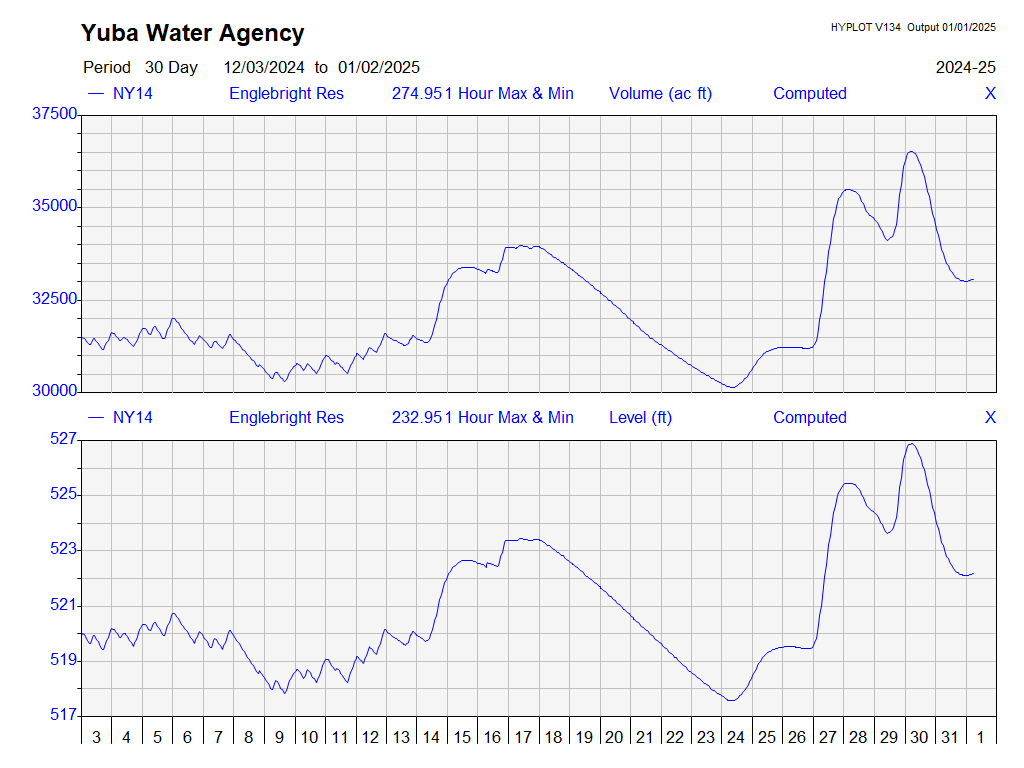 Yuba Water Agency
HYPLOT V134 Output 01/01/2025
Period 30 Day 12/03/2024 to 01/02/2025 2024-25
NY14 Englebright Res 274.951 Hour Max & Min Volume (ac ft) Computed X
37500
35000
32500
30000
NY14 Englebright Res 232.951 Hour Max & Min Level (ft) Computed X
527
525
523
521
519
517
3 4 5 6 7 8 9 10 11 12 13 14 15 16 17 18 19 20 21 22 23 24 25 26 27 28 29 30 31 1